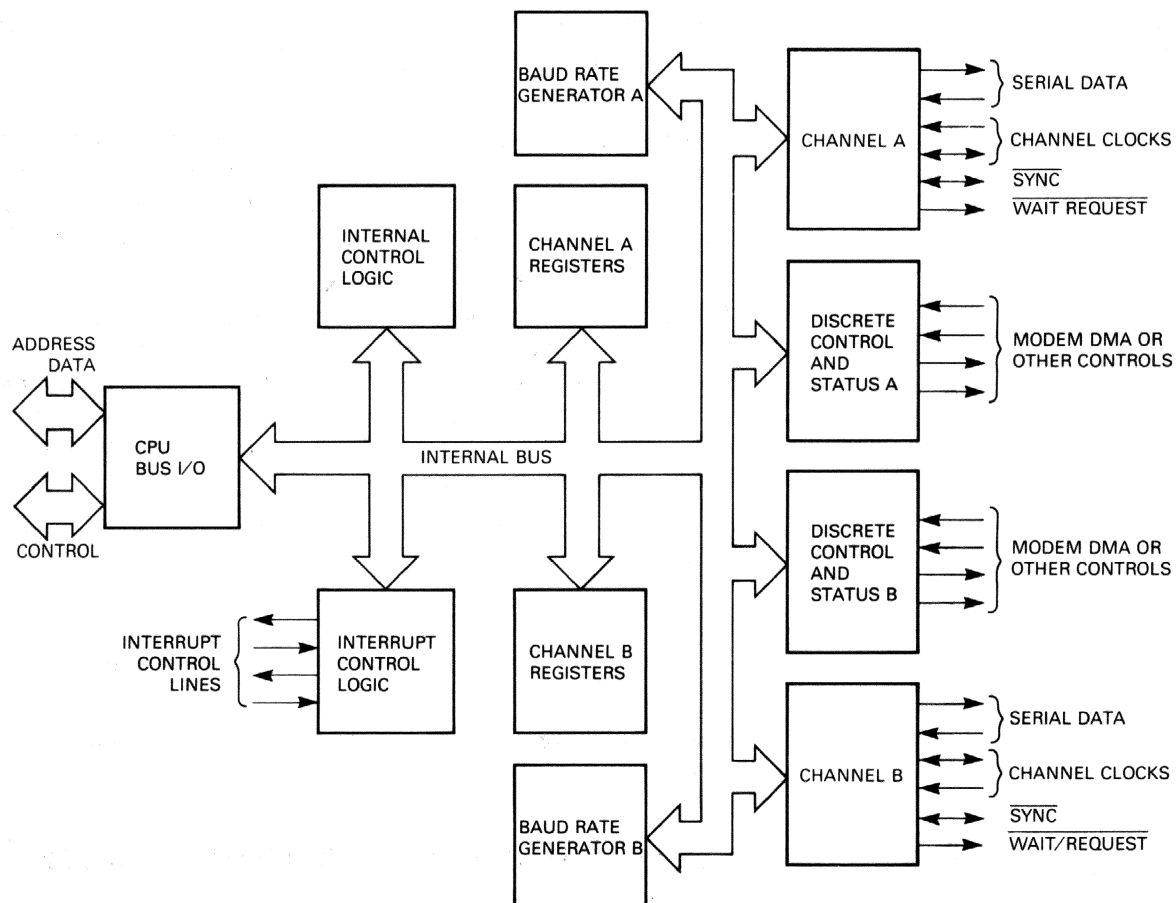 BAUD RATE
GENERATOR A
CHANNEL A
SERIAL DATA
CHANNEL CLOCKS
SYNC
WAIT REQUEST
INTERNAL
CONTROL
LOGIC
CHANNEL A
REGISTERS
DISCRETE
CONTROL
AND
STATUS A
MODEM DMA OR
OTHER CONTROLS
ADDRESS
DATA
CPU
BUS I/O
CONTROL
INTERNAL BUS
DISCRETE
CONTROL
AND
STATUS B
MODEM DMA OR
OTHER CONTROLS
INTERRUPT
CONTROL
LINES
INTERRUPT
CONTROL
LOGIC
CHANNEL B
REGISTERS
CHANNEL B
SERIAL DATA
CHANNEL CLOCKS
SYNC
WAIT/REQUEST
BAUD RATE
GENERATOR B